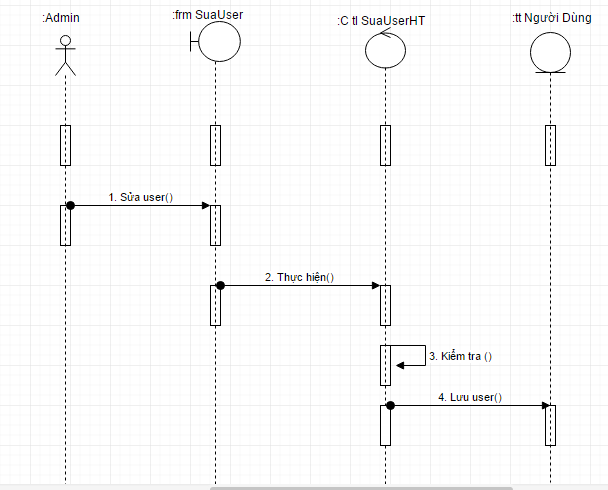 :Admin
:frm SuaUser
:C tl SuaUserHT
:tt Người Dùng
1. Sửa user()
2. Thực hiện()
3. Kiểm tra ()
4. Lưu user()